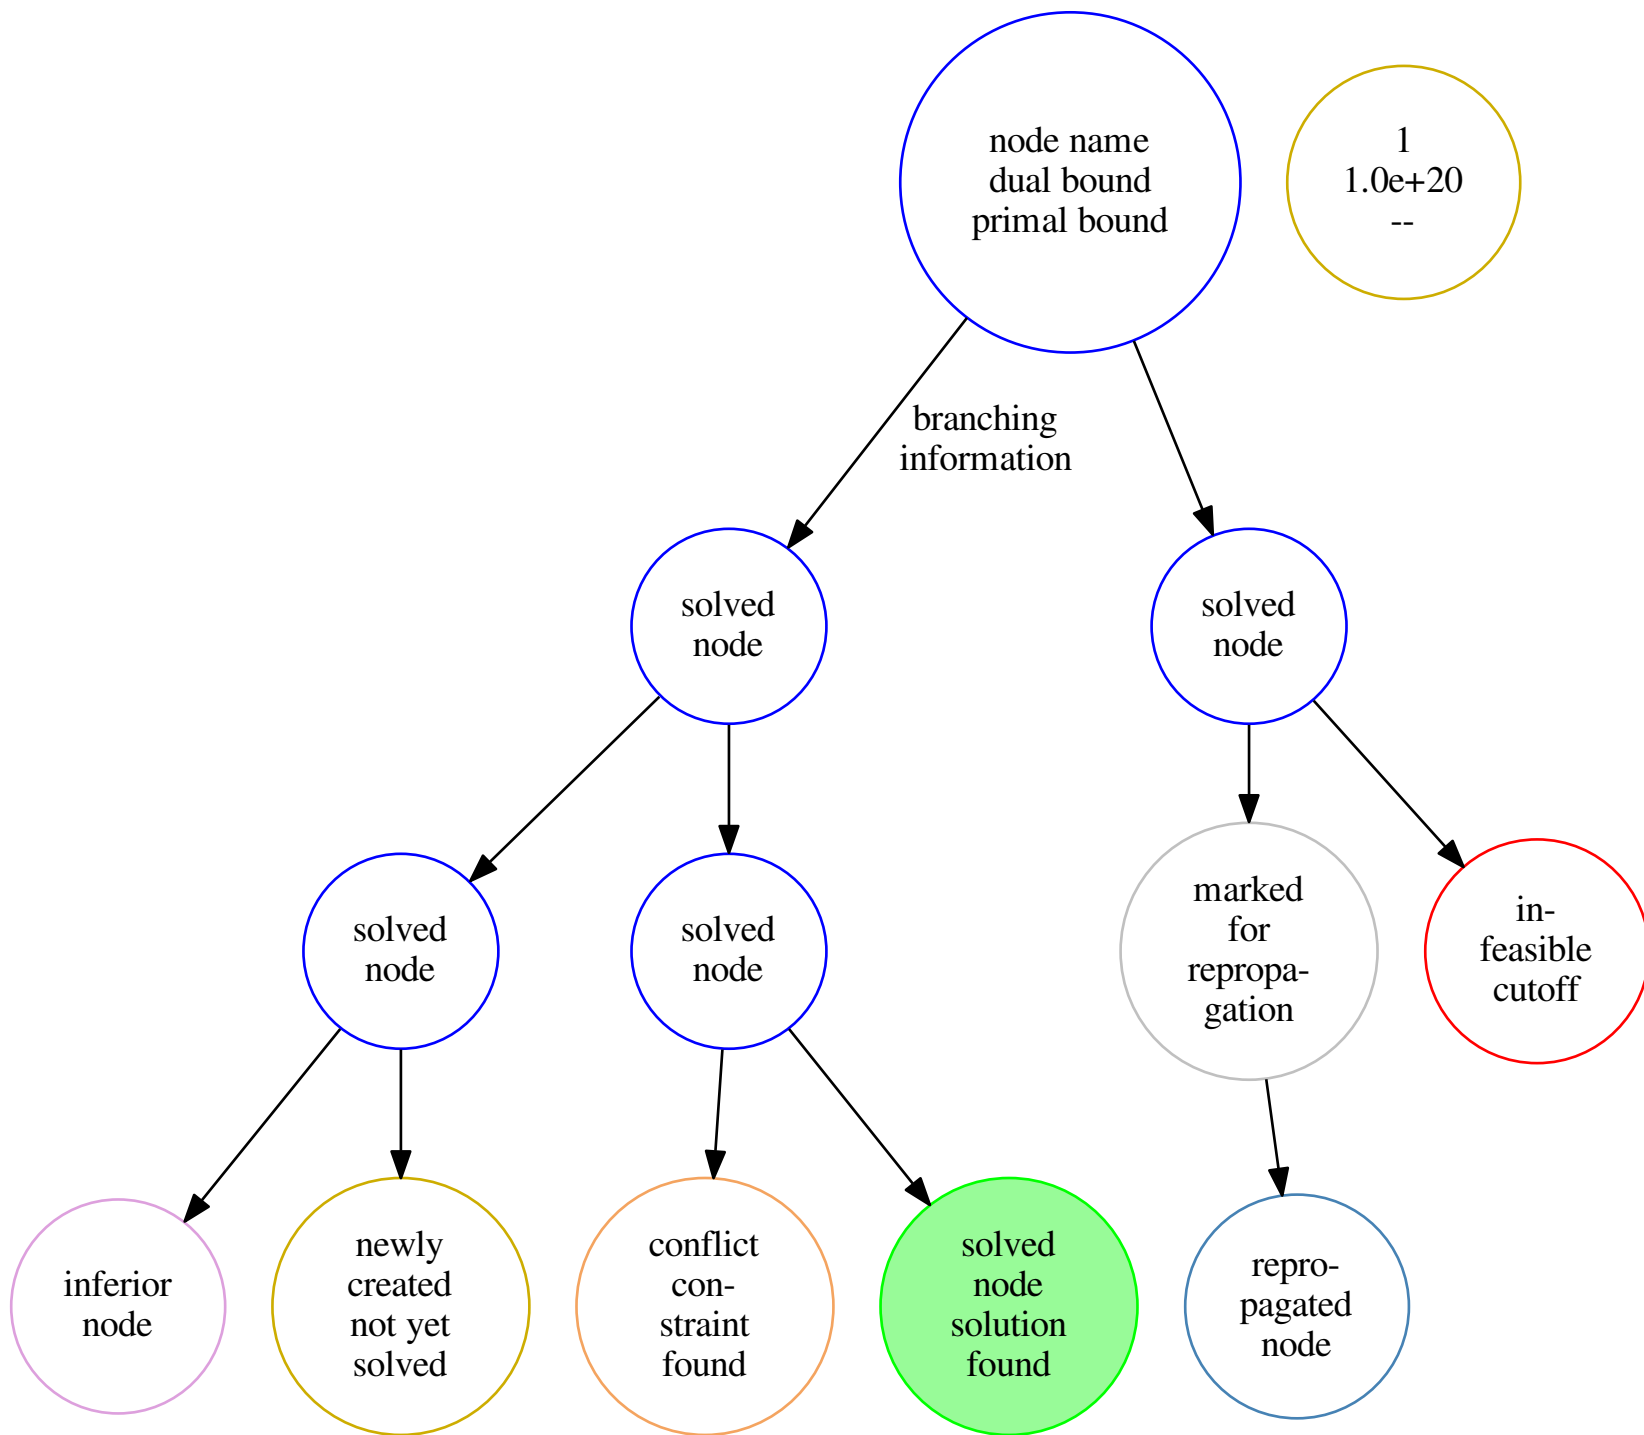 node name
dual bound
primal bound
1
1.0e+20
--
branching
information
solved
node
solved
node
solved
node
solved
node
marked
for
repropa-
gation
in-
feasible
cutoff
inferior
node
newly
created
not yet
solved
conflict
con-
straint
found
solved
node
solution
found
repro-
pagated
node